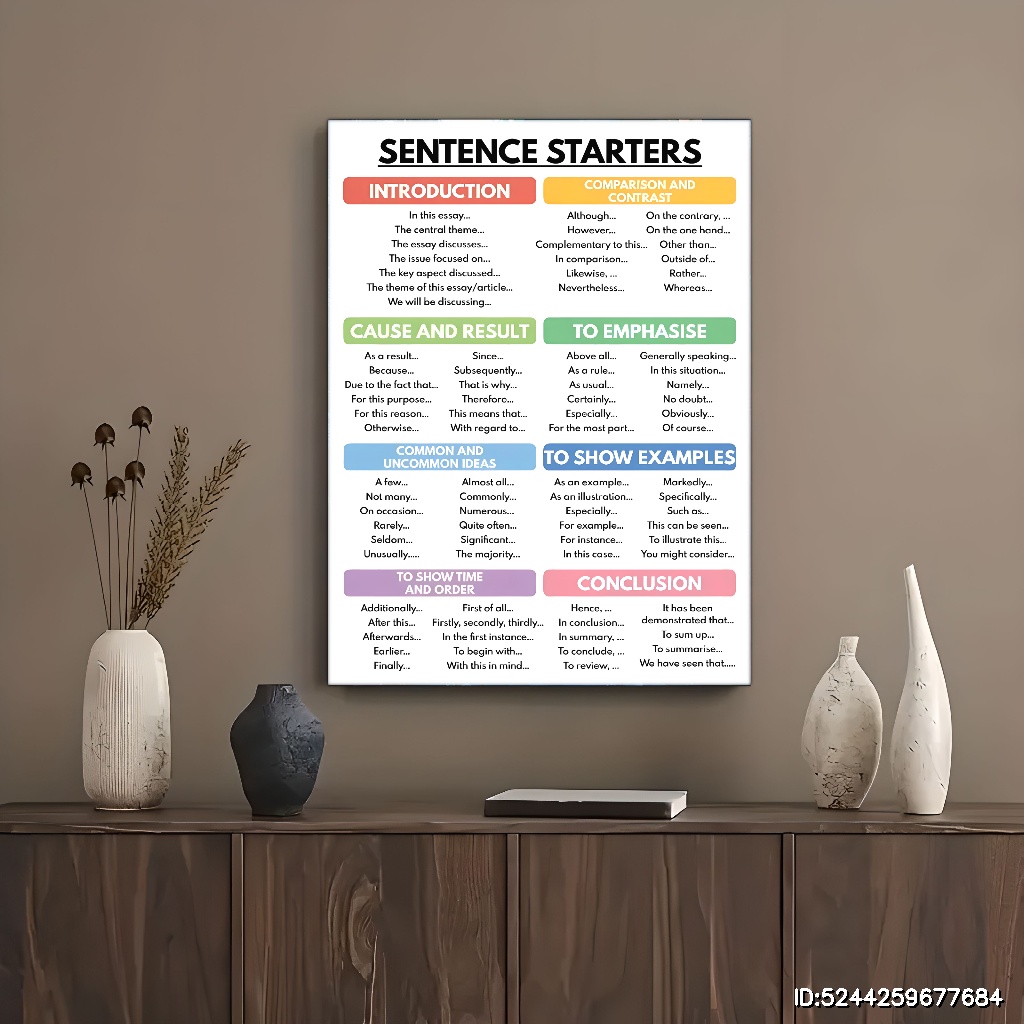 SENTENCE STARTERS
INTRODUCTION
In this essay...
The central theme...
The essay discusses...
The issue focused on...
The key aspect discussed...
The theme of this essay/article...
We will be discussing...
COMPARISON AND
CONTRAST
Although...
However...
Complementary to this...
In comparison...
Likewise, ...
Nevertheless...
On the contrary, ...
On the one hand...
Other than...
Outside of...
Rather...
Whereas...
CAUSE AND RESULT
As a result...
Because...
Due to the fact that...
For this purpose...
For this reason...
Otherwise...
Since...
Subsequently...
That is why...
Therefore...
This means that...
With regard to...
TO EMPHASISE
Above all...
As a rule...
As usual...
Certainly...
Especially...
For the most part...
Generally speaking...
In this situation...
Namely...
No doubt...
Obviously...
Of course...
COMMON AND
UNCOMMON IDEAS
A few...
Not many...
On occasion...
Rarely...
Seldom...
Unusually.....
Almost all...
Commonly...
Numerous...
Quite often...
Significant...
The majority...
TO SHOW EXAMPLES
As an example...
As an illustration...
Especially...
For example...
For instance...
In this case...
Markedly...
Specifically...
Such as...
This can be seen...
To illustrate this...
You might consider...
TO SHOW TIME
AND ORDER
Additionally...
After this...
Afterwards...
Earlier...
Finally...
First of all...
Firstly, secondly, thirdly...
In the first instance...
To begin with...
With this in mind...
CONCLUSION
Hence, ...
In conclusion...
In summary, ...
To conclude, ...
To review, ...
It has been
demonstrated that...
To sum up...
To summarise...
We have seen that.....
ID:5244259677684